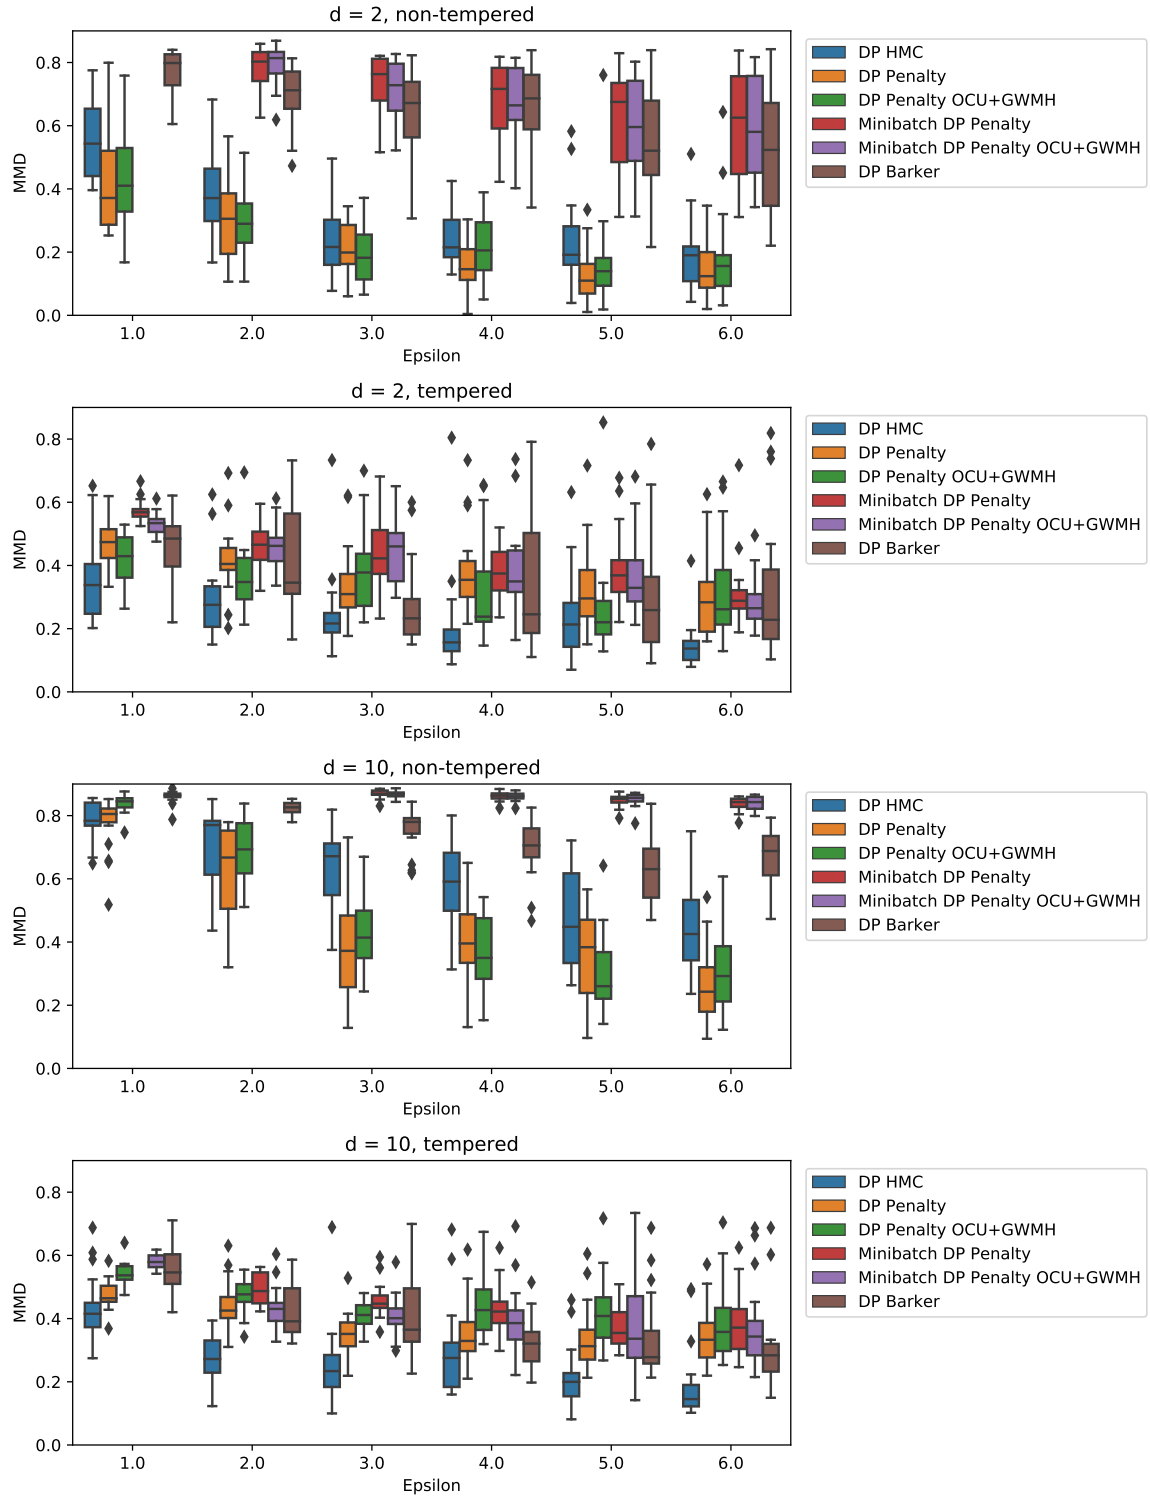 d = 2, non-tempered
MMD
0.8
0.6
0.4
0.2
0.0
1.0 2.0 3.0 4.0 5.0 6.0
Epsilon
DP HMC
DP Penalty
DP Penalty OCU+GWMH
Minibatch DP Penalty
Minibatch DP Penalty OCU+GWMH
DP Barker
d = 2, tempered
MMD
0.8
0.6
0.4
0.2
0.0
1.0 2.0 3.0 4.0 5.0 6.0
Epsilon
DP HMC
DP Penalty
DP Penalty OCU+GWMH
Minibatch DP Penalty
Minibatch DP Penalty OCU+GWMH
DP Barker
d = 10, non-tempered
MMD
0.8
0.6
0.4
0.2
0.0
1.0 2.0 3.0 4.0 5.0 6.0
Epsilon
DP HMC
DP Penalty
DP Penalty OCU+GWMH
Minibatch DP Penalty
Minibatch DP Penalty OCU+GWMH
DP Barker
d = 10, tempered
MMD
0.8
0.6
0.4
0.2
0.0
1.0 2.0 3.0 4.0 5.0 6.0
Epsilon
DP HMC
DP Penalty
DP Penalty OCU+GWMH
Minibatch DP Penalty
Minibatch DP Penalty OCU+GWMH
DP Barker